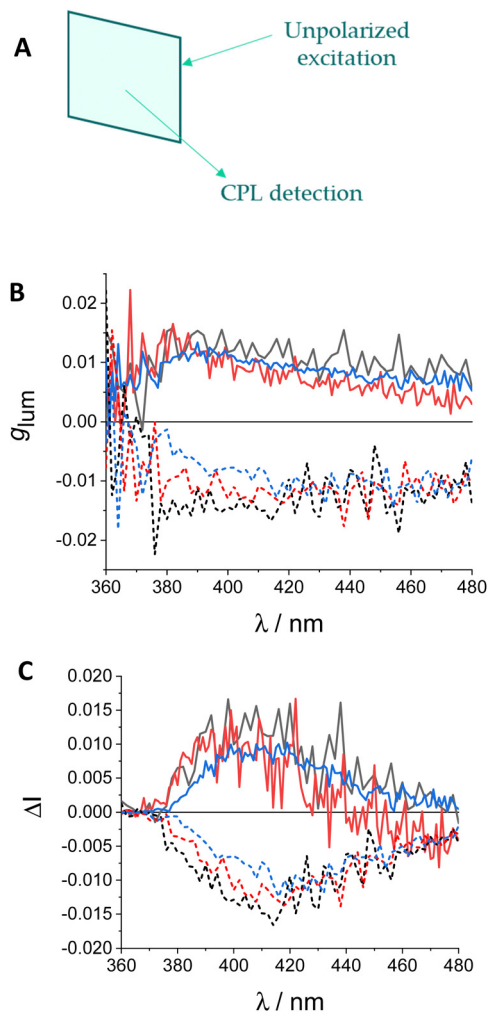 A
Unpolarized
excitation
CPL detection
B
0.02
0.01
0.00
-0.01
-0.02
glum
360 380 400 420 440 460 480
λ / nm
C
0.020
0.015
0.010
0.005
0.000
-0.005
-0.010
-0.015
-0.020
ΔI
360 380 400 420 440 460 480
λ / nm